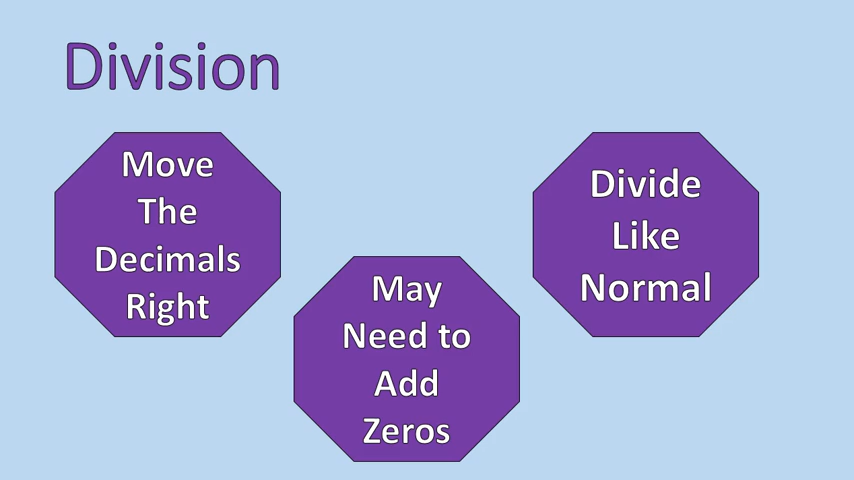 Division
Move
The
Decimals
Right
May
Need to
Add
Zeros
Divide
Like
Normal